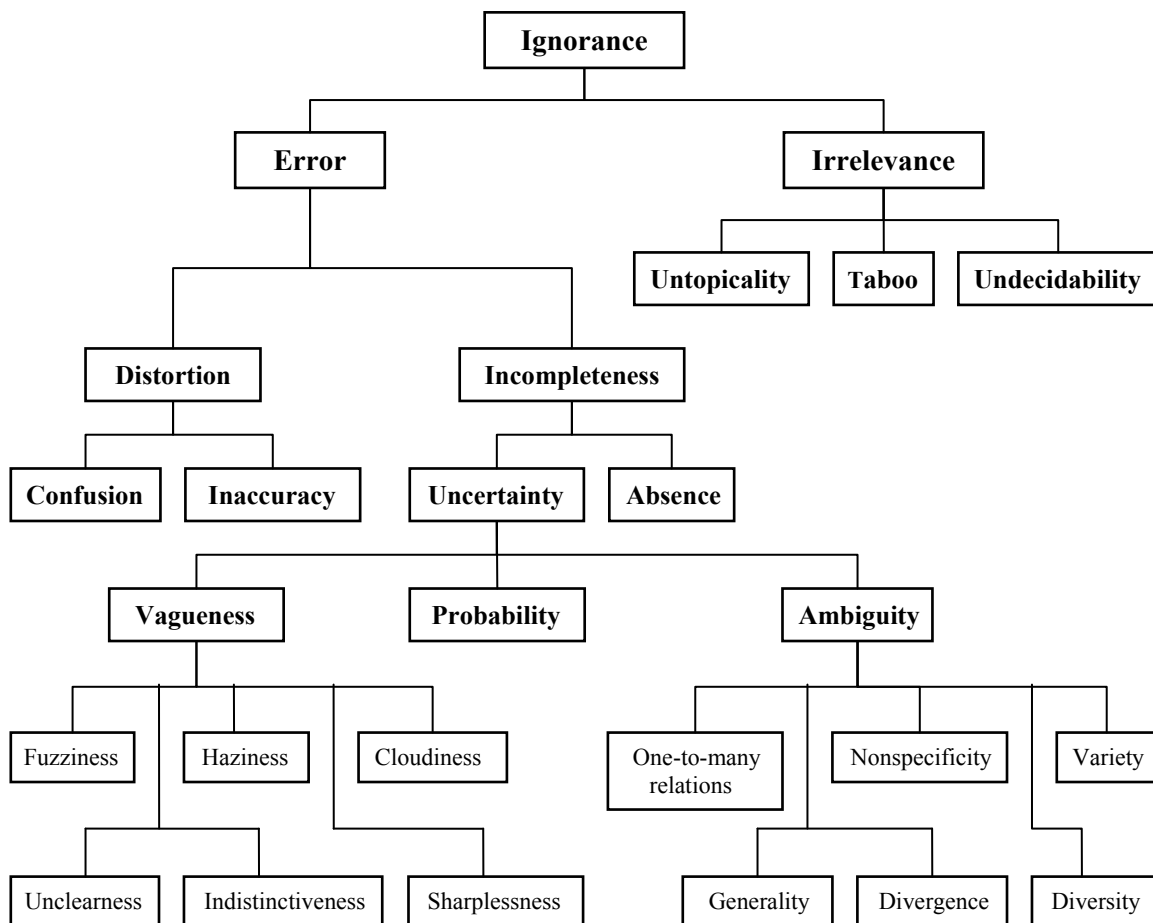 Ignorance
Error
Irrelevance
Untopicality
Taboo
Undecidability
Distortion
Incompleteness
Confusion
Inaccuracy
Uncertainty
Absence
Vagueness
Probability
Ambiguity
Fuzziness
Haziness
Cloudiness
One-to-many
relations
Nonspecificity
Variety
Unclearness
Indistinctiveness
Sharplessness
Generality
Divergence
Diversity